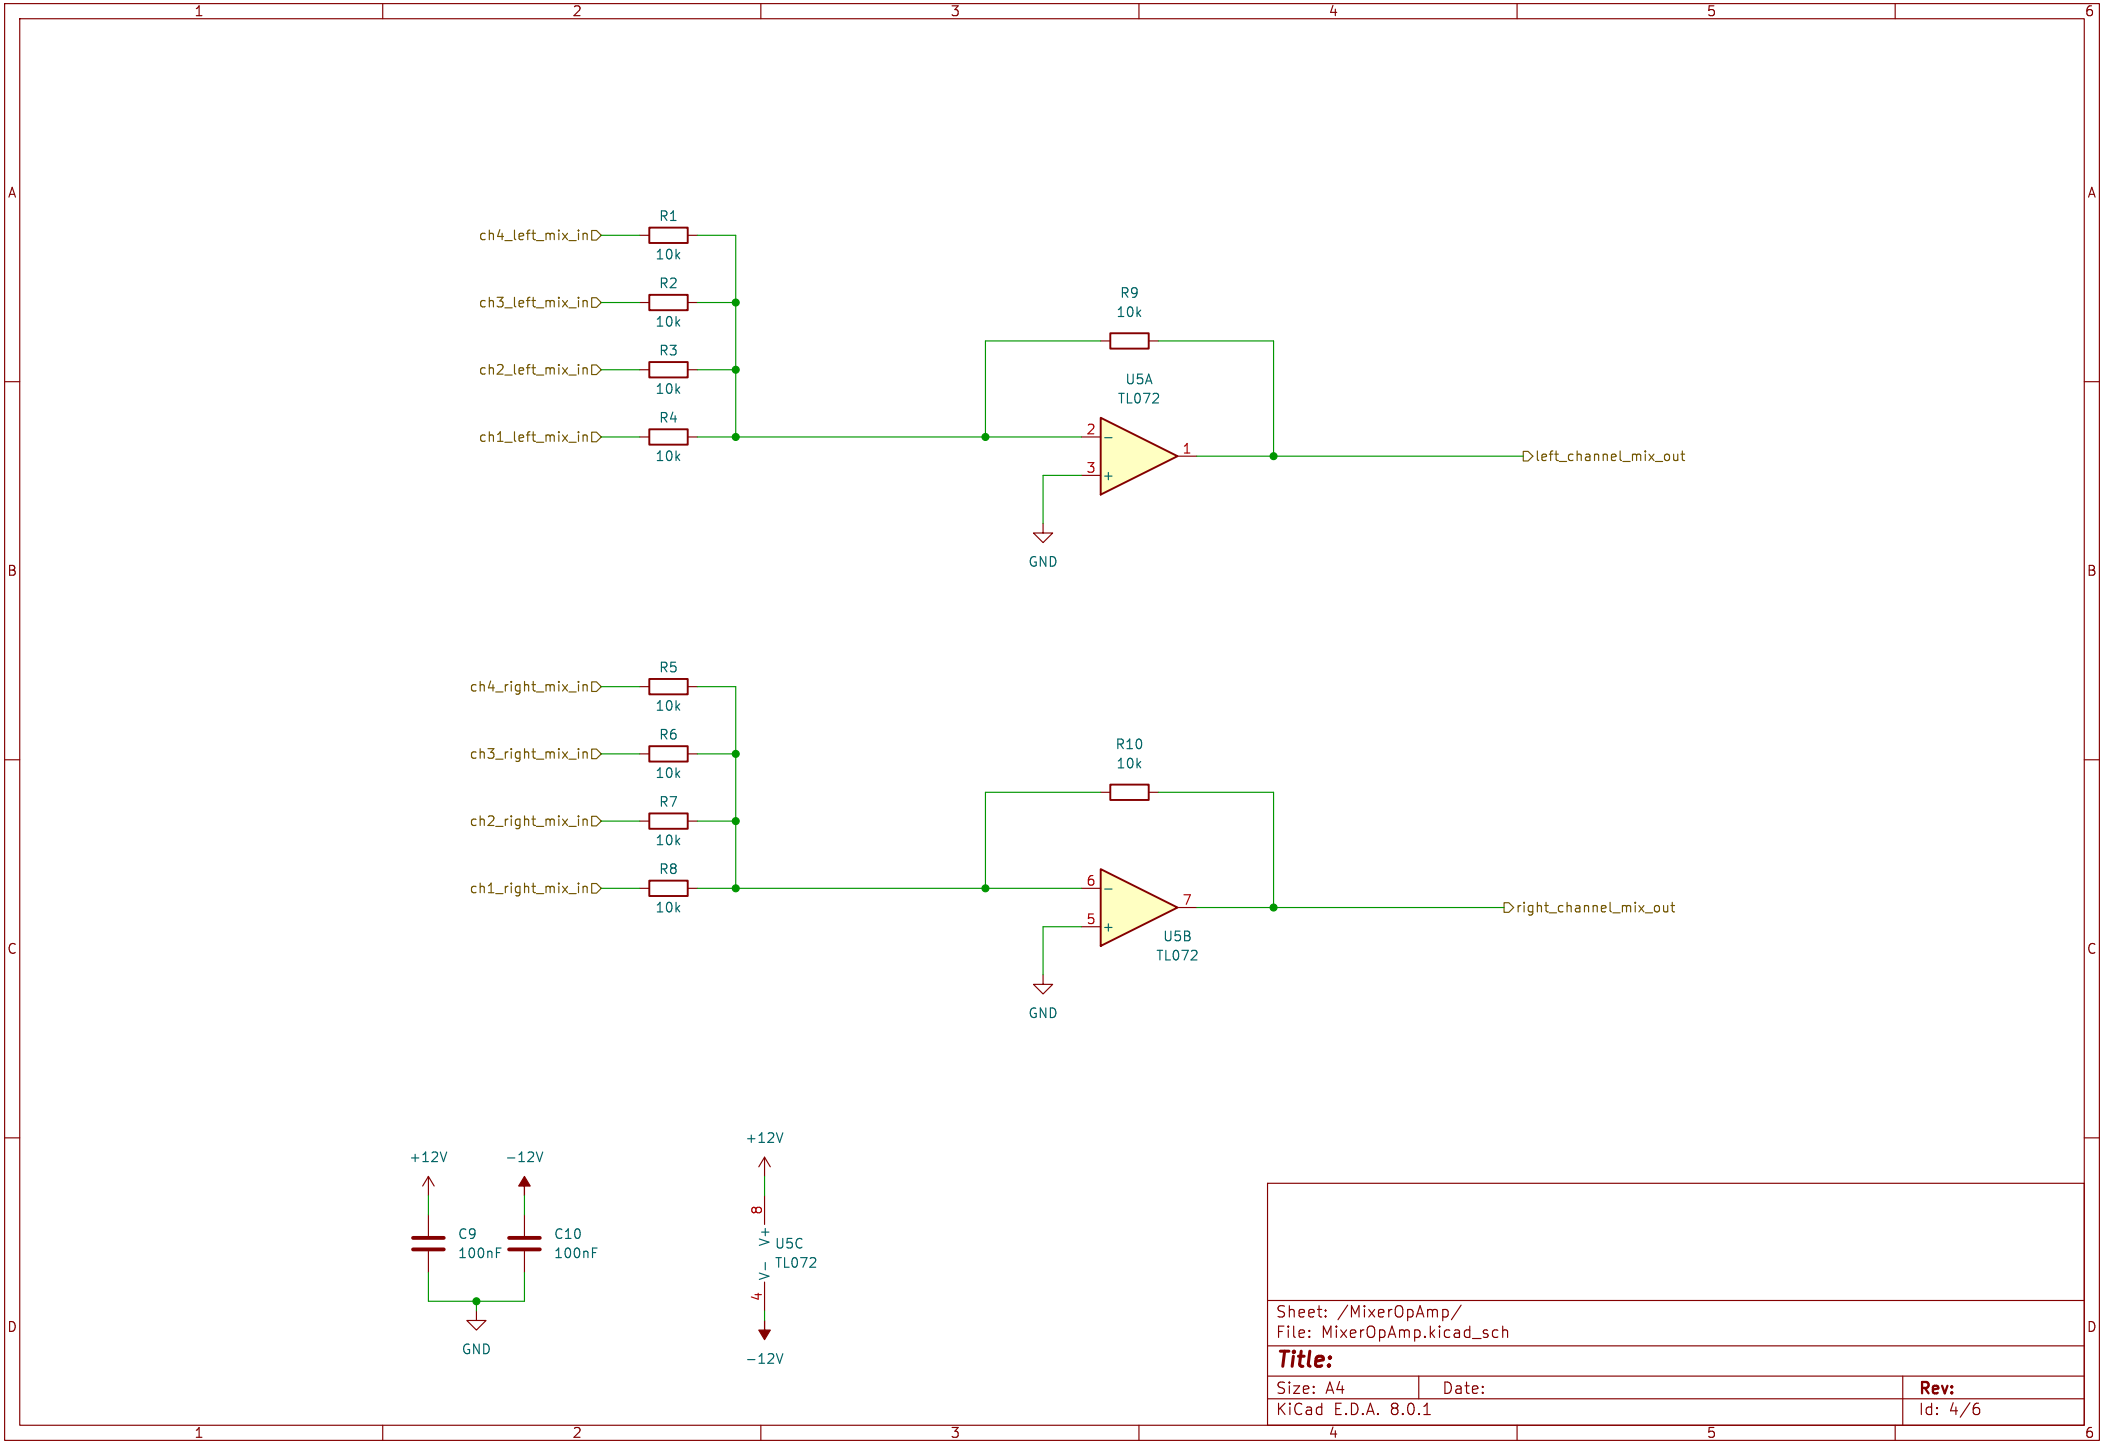 1 2 3 4 5 6
A A
R1
ch4_left_mix_in
10k
R2
ch3_left_mix_in
10k
R9
10k
R3
ch2_left_mix_in
10k
U5A
TL072
R4
ch1_left_mix_in
10k
2 −
3 +
1
left_channel_mix_out
GND
B B
R5
ch4_right_mix_in
10k
R6
ch3_right_mix_in
10k
R10
10k
R7
ch2_right_mix_in
10k
R8
ch1_right_mix_in
10k
6 −
5 +
7
right_channel_mix_out
U5B
TL072
GND
C C
+12V
-12V
C9
100nF
C10
100nF
GND
+12V
8
V+
U5C
TL072
V−
4
-12V
Sheet: /MixerOpAmp/
File: MixerOpAmp.kicad_sch
Title:
Size: A4 Date: Rev:
KiCad E.D.A. 8.0.1 Id: 4/6
D D
1 2 3 4 5 6